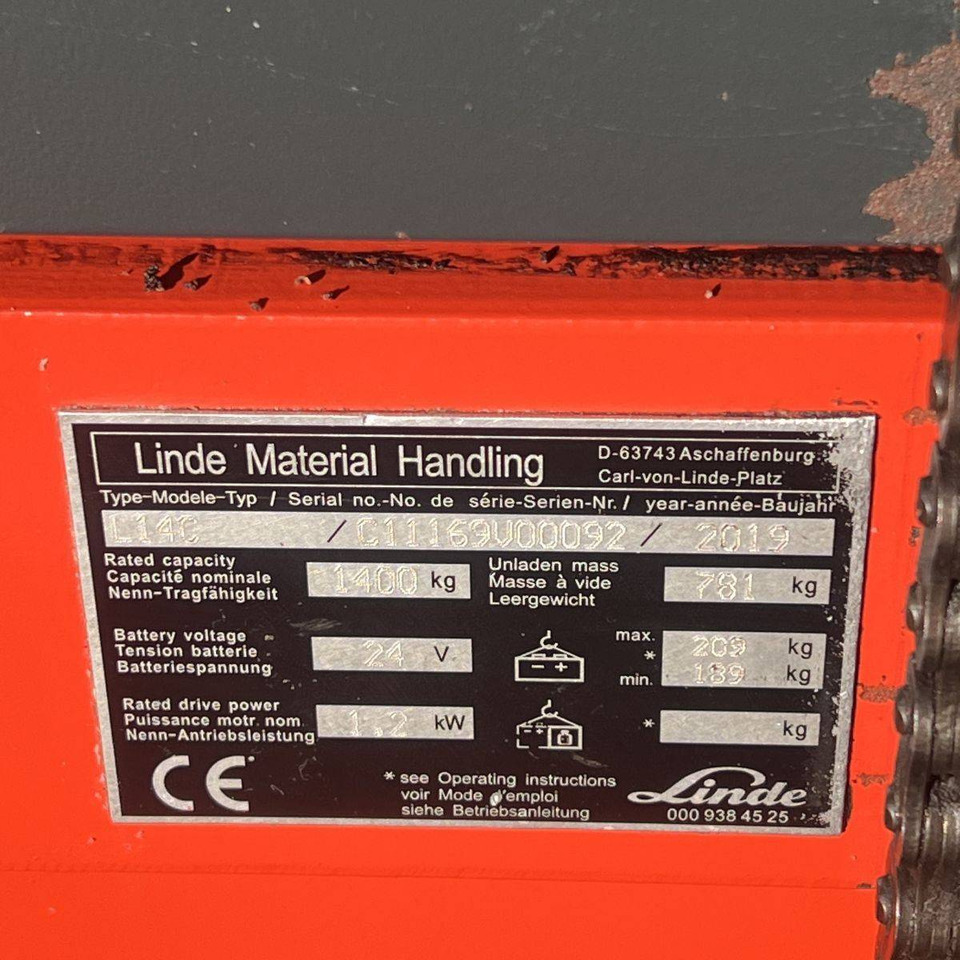 Linde Material Handling
D-63743 Aschaffenburg
Carl-von-Linde-Platz
Type-Modele-Typ / Serial no.-No. de série-Serien-Nr. / year-année-Baujahr
L14C / C11169V00092 / 2019
Rated capacity
Capacité nominale
Nenn-Tragfähigkeit
1400 kg
Unladen mass
Masse à vide
Leergewicht
781 kg
Battery voltage
Tension batterie
Batteriespannung
24 V
- +
max. 209 kg
*
min. 189 kg
Rated drive power
Puissance motr. nom.
Nenn-Antriebsleistung
1.2 kW
- +
* kg
CE
* see Operating instructions
voir Mode d'emploi
siehe Betriebsanleitung
Linde
000 938 45 25